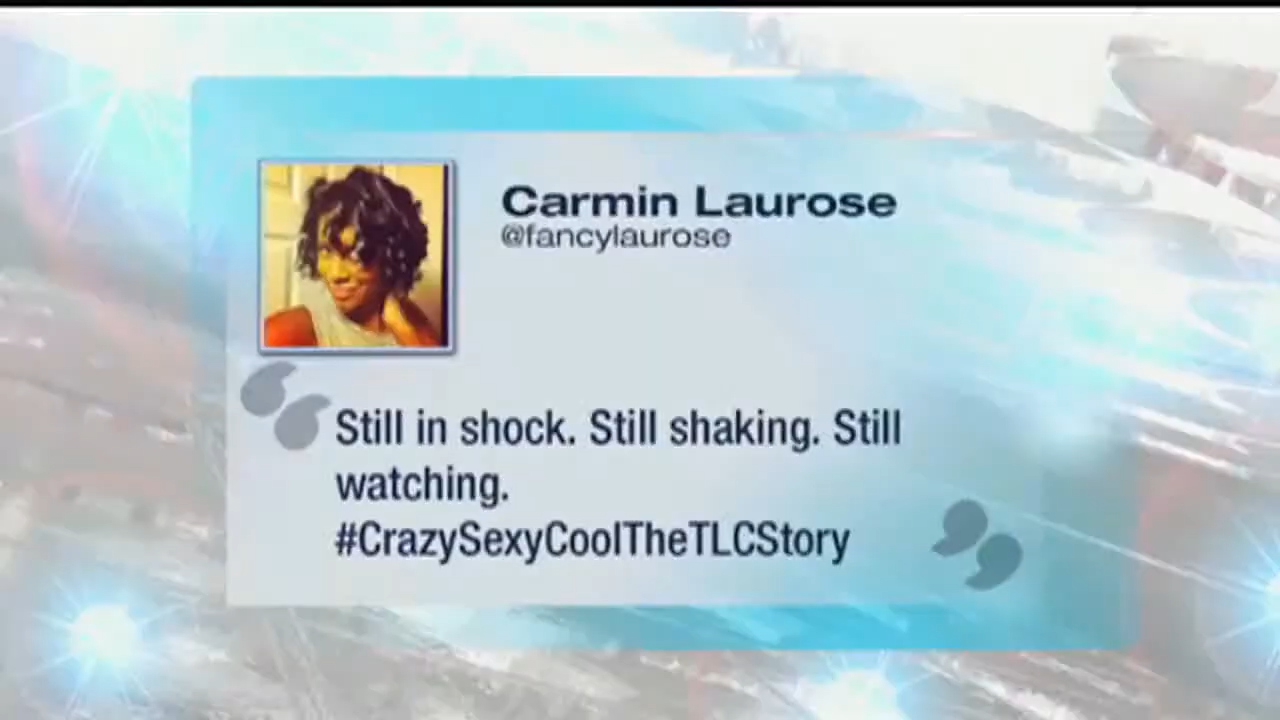 Carmin Laurose
@fancylaurose
Still in shock. Still shaking. Still
watching.
#CrazySexyCoolTheTLCStory